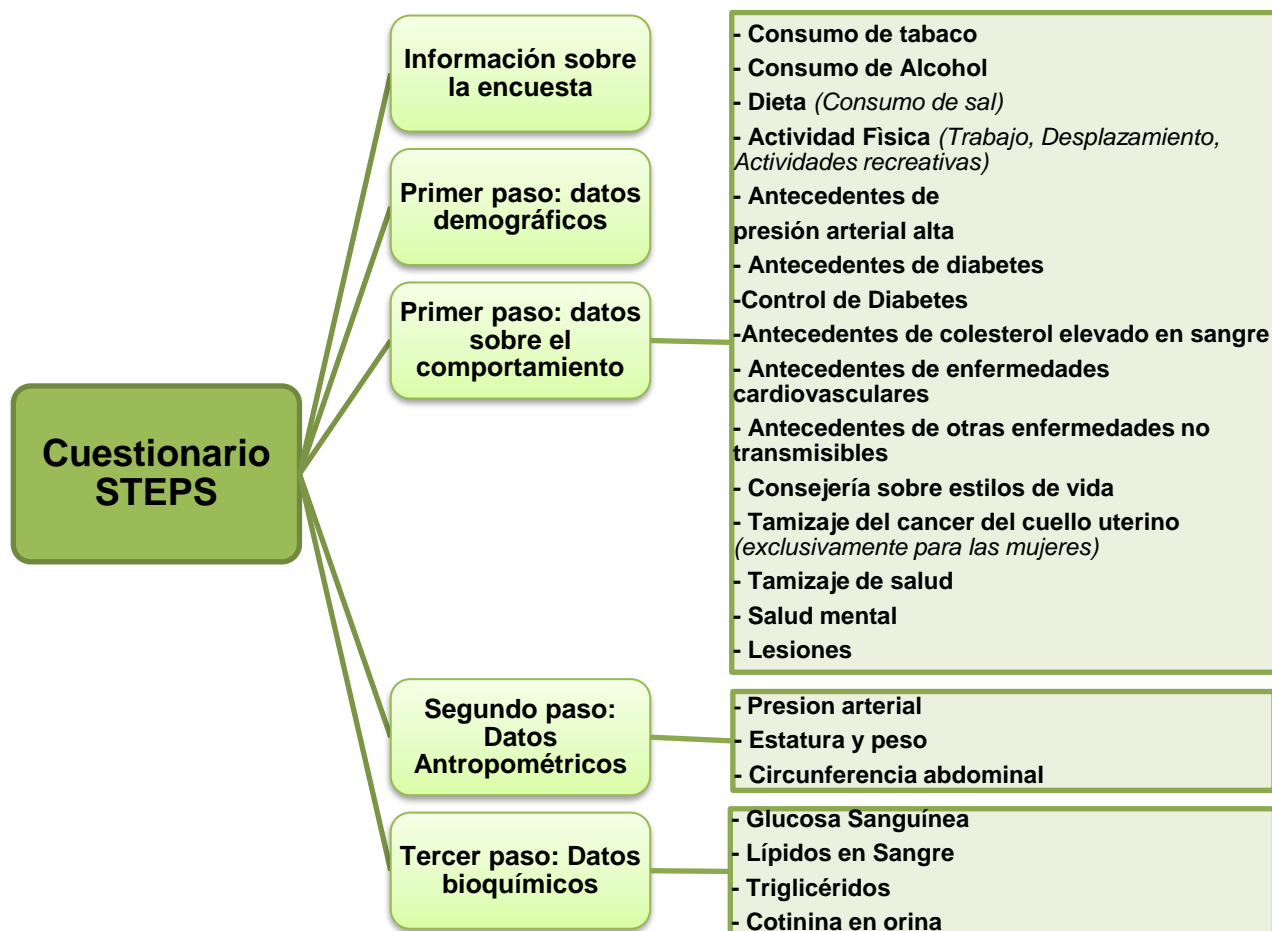 Cuestionario
STEPS
Información sobre
la encuesta
Primer paso: datos
demográficos
Primer paso: datos
sobre el
comportamiento
- Consumo de tabaco
- Consumo de Alcohol
- Dieta (Consumo de sal)
- Actividad Fìsica (Trabajo, Desplazamiento,
Actividades recreativas)
- Antecedentes de
presión arterial alta
- Antecedentes de diabetes
-Control de Diabetes
-Antecedentes de colesterol elevado en sangre
- Antecedentes de enfermedades
cardiovasculares
- Antecedentes de otras enfermedades no
transmisibles
- Consejería sobre estilos de vida
- Tamizaje del cancer del cuello uterino
(exclusivamente para las mujeres)
- Tamizaje de salud
- Salud mental
- Lesiones
Segundo paso:
Datos
Antropométricos
- Presion arterial
- Estatura y peso
- Circunferencia abdominal
Tercer paso: Datos
bioquímicos
- Glucosa Sanguínea
- Lípidos en Sangre
- Triglicéridos
- Cotinina en orina